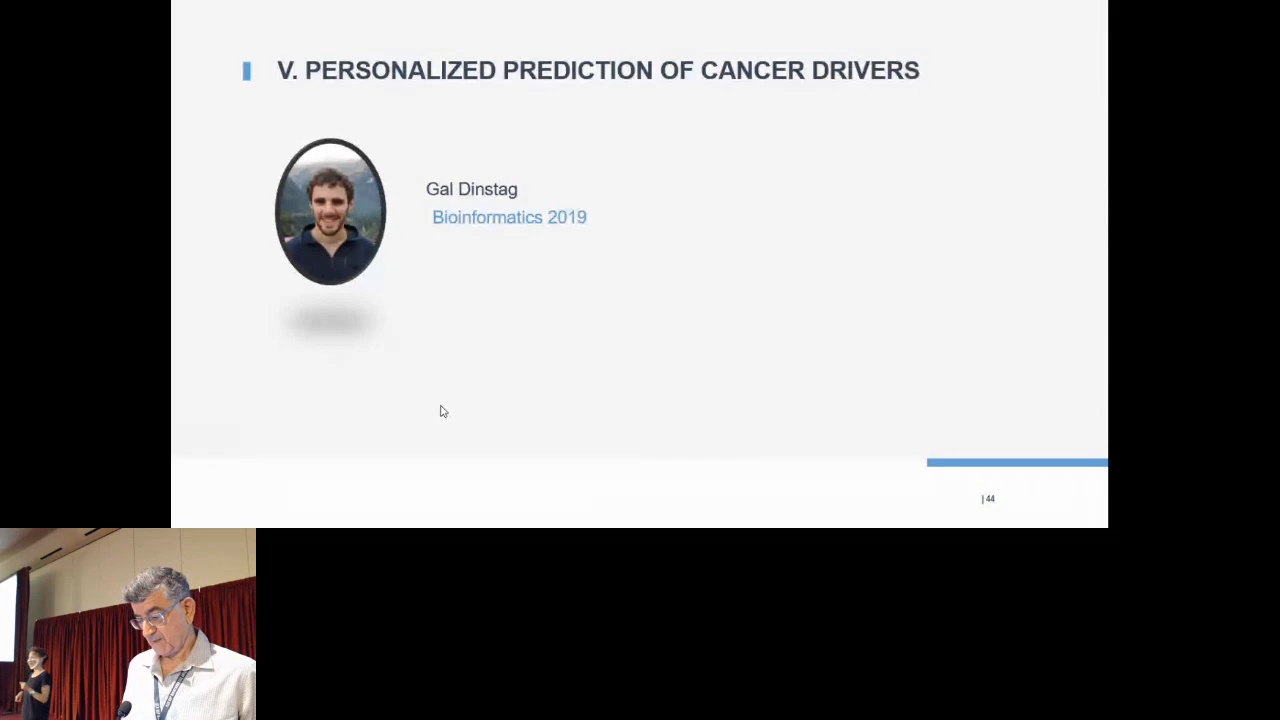 V. PERSONALIZED PREDICTION OF CANCER DRIVERS
Gal Dinstag
Bioinformatics 2019
| 44